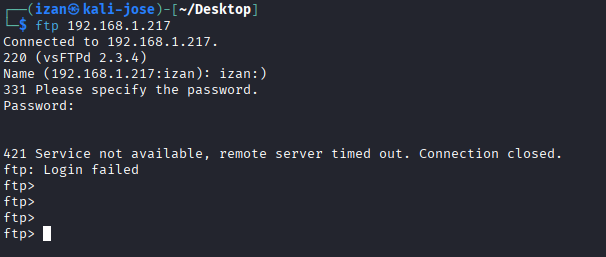 ┌──(izan㉿kali-jose)-[~/Desktop]
└─$ ftp 192.168.1.217
Connected to 192.168.1.217.
220 (vsFTPd 2.3.4)
Name (192.168.1.217:izan): izan:)
331 Please specify the password.
Password:
421 Service not available, remote server timed out. Connection closed.
ftp: Login failed
ftp>
ftp>
ftp>
ftp>